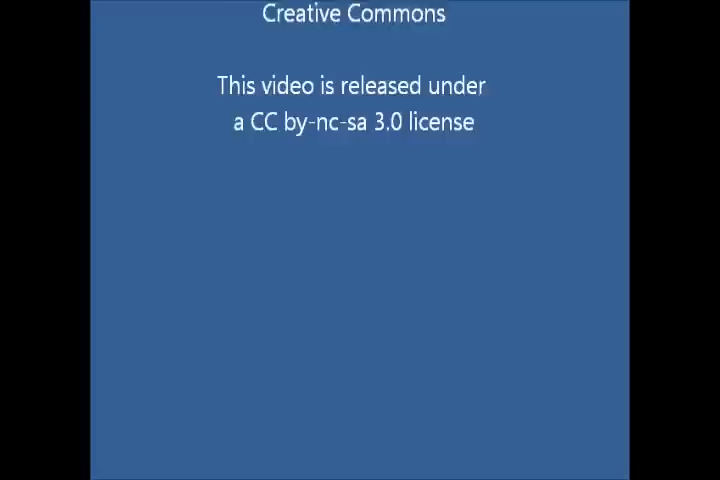 Creative Commons
This video is released under
a CC by-nc-sa 3.0 license